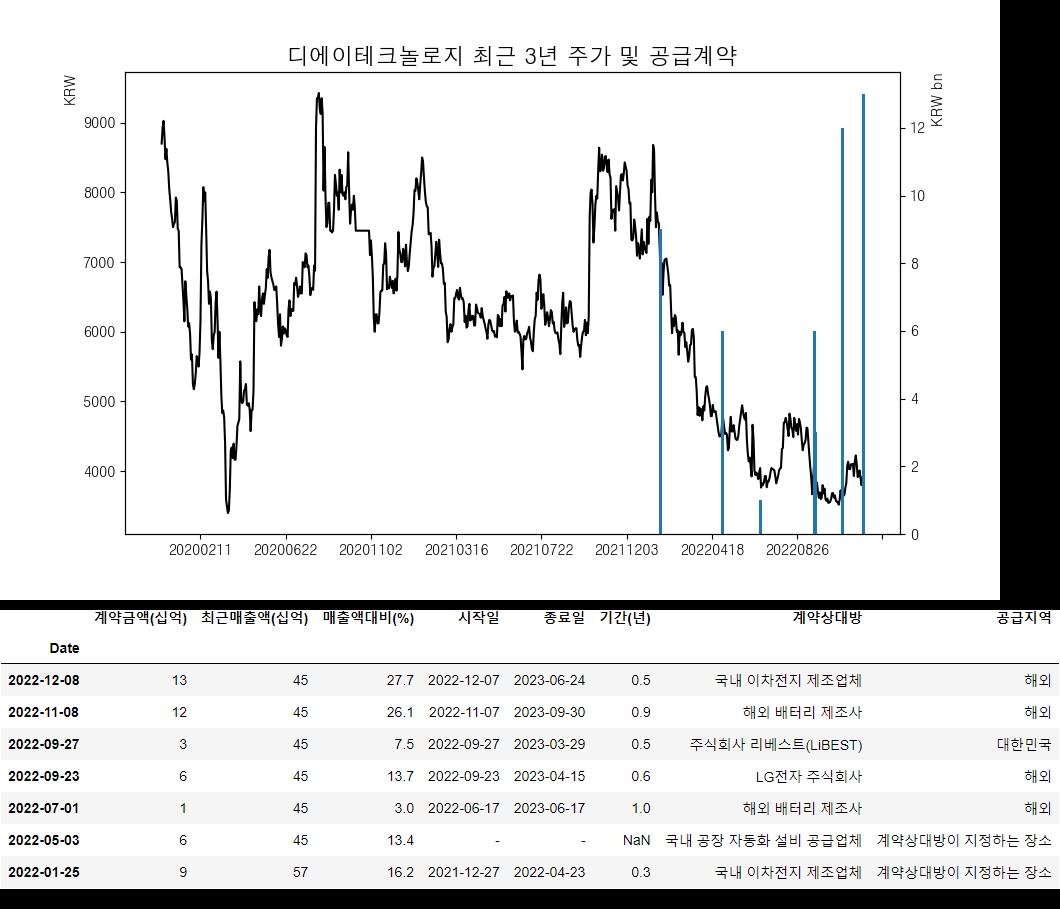 디에이테크놀로지 최근 3년 주가 및 공급계약
KRW
KRW bn
9000
8000
7000
6000
5000
4000
12
10
8
6
4
2
0
20200211 20200622 20201102 20210316 20210722 20211203 20220418 20220826
계약금액(십억) 최근매출액(십억) 매출액대비(%) 시작일 종료일 기간(년) 계약상대방 공급지역
Date
2022-12-08 13 45 27.7 2022-12-07 2023-06-24 0.5 국내 이차전지 제조업체 해외
2022-11-08 12 45 26.1 2022-11-07 2023-09-30 0.9 해외 배터리 제조사 해외
2022-09-27 3 45 7.5 2022-09-27 2023-03-29 0.5 주식회사 리베스트(LiBEST) 대한민국
2022-09-23 6 45 13.7 2022-09-23 2023-04-15 0.6 LG전자 주식회사 해외
2022-07-01 1 45 3.0 2022-06-17 2023-06-17 1.0 해외 배터리 제조사 해외
2022-05-03 6 45 13.4 - - NaN 국내 공장 자동화 설비 공급업체 계약상대방이 지정하는 장소
2022-01-25 9 57 16.2 2021-12-27 2022-04-23 0.3 국내 이차전지 제조업체 계약상대방이 지정하는 장소